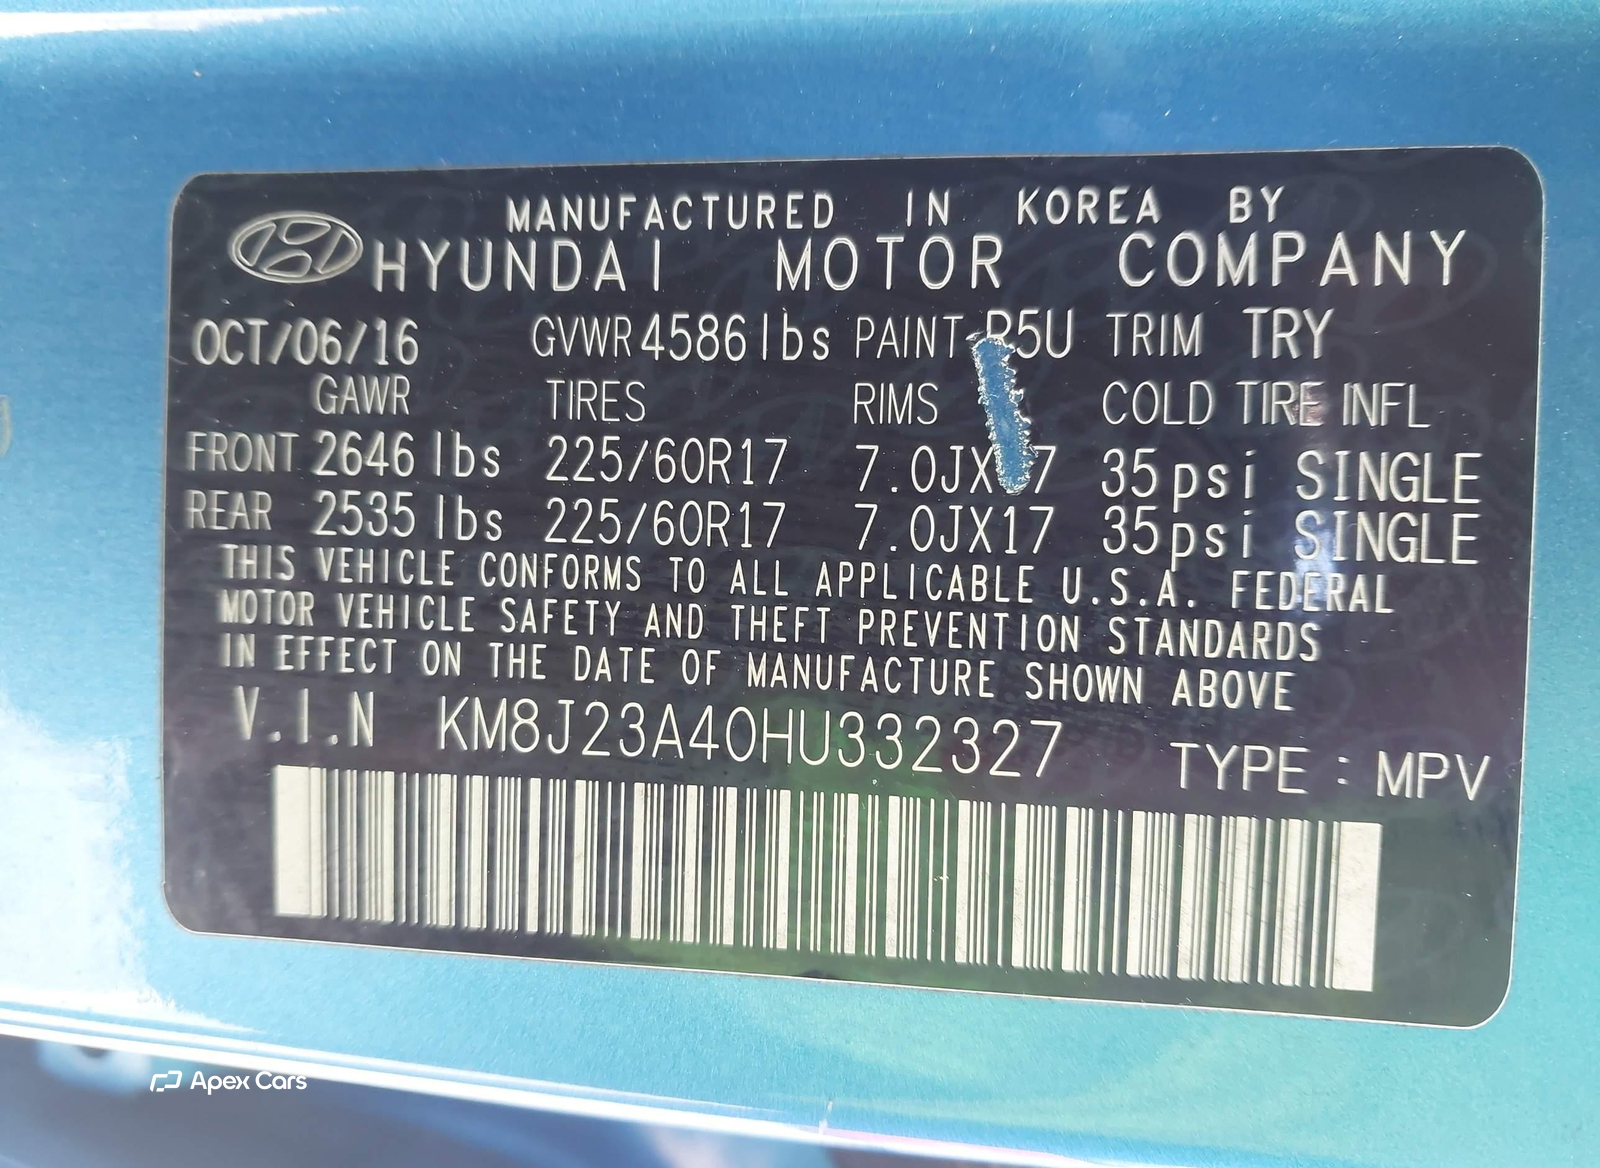 MANUFACTURED IN KOREA BY
HYUNDAI MOTOR COMPANY
OCT/06/16 GVWR 4586lbs PAINT R5U TRIM TRY
GAWR TIRES RIMS COLD TIRE INFL
FRONT 2646 lbs 225/60R17 7.0JX17 35psi SINGLE
REAR 2535 lbs 225/60R17 7.0JX17 35psi SINGLE
THIS VEHICLE CONFORMS TO ALL APPLICABLE U.S.A. FEDERAL
MOTOR VEHICLE SAFETY AND THEFT PREVENTION STANDARDS
IN EFFECT ON THE DATE OF MANUFACTURE SHOWN ABOVE
V.I.N KM8J23A40HU332327 TYPE : MPV
Apex Cars